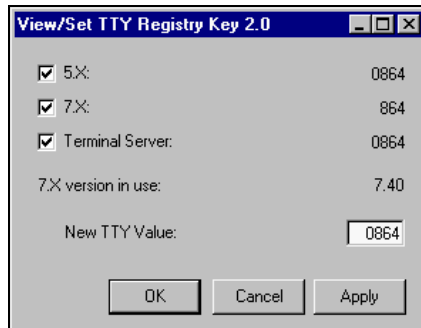 View/Set TTY Registry Key 2.0
5.X: 0864
7.X: 864
Terminal Server: 0864
7.X version in use: 7.40
New TTY Value: 0864
OK Cancel Apply